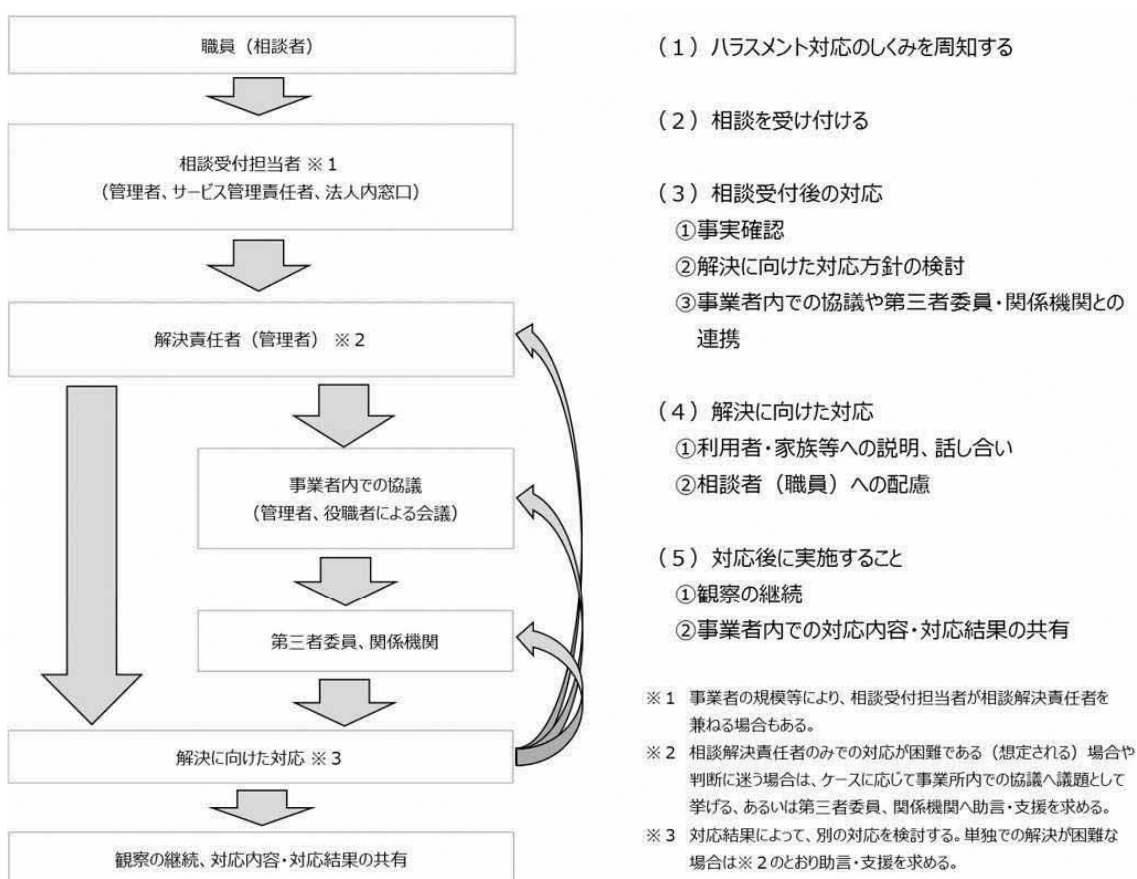 職員（相談者）
相談受付担当者 ※１
（管理者、サービス管理責任者、法人内窓口）
解決責任者（管理者） ※２
事業者内での協議
（管理者、役職者による会議）
第三者委員、関係機関
解決に向けた対応 ※３
観察の継続、対応内容・対応結果の共有
（１）ハラスメント対応のしくみを周知する
（２）相談を受け付ける
（３）相談受付後の対応
①事実確認
②解決に向けた対応方針の検討
③事業者内での協議や第三者委員・関係機関との
連携
（４）解決に向けた対応
①利用者・家族等への説明、話し合い
②相談者（職員）への配慮
（５）対応後に実施すること
①観察の継続
②事業者内での対応内容・対応結果の共有
※１ 事業者の規模等により、相談受付担当者が相談解決責任者を
兼ねる場合もある。
※２ 相談解決責任者のみでの対応が困難である（想定される）場合や
判断に迷う場合は、ケースに応じて事業所内での協議へ議題として
挙げる、あるいは第三者委員、関係機関へ助言・支援を求める。
※３ 対応結果によって、別の対応を検討する。単独での解決が困難な
場合は※２のとおり助言・支援を求める。